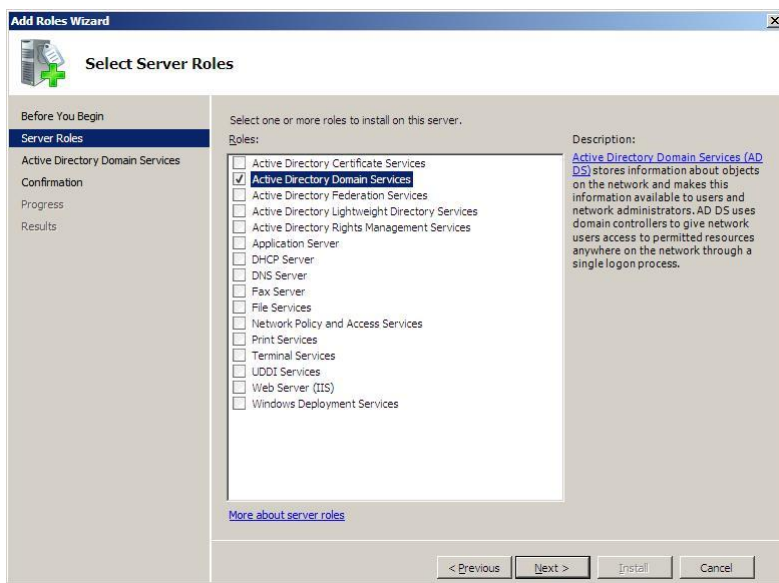 Add Roles Wizard
Select Server Roles
Before You Begin
Server Roles
Active Directory Domain Services
Confirmation
Progress
Results
Select one or more roles to install on this server.
Roles:
Active Directory Certificate Services
Active Directory Domain Services
Active Directory Federation Services
Active Directory Lightweight Directory Services
Active Directory Rights Management Services
Application Server
DHCP Server
DNS Server
Fax Server
File Services
Network Policy and Access Services
Print Services
Terminal Services
UDDI Services
Web Server (IIS)
Windows Deployment Services
More about server roles
Description:
Active Directory Domain Services (AD
DS) stores information about objects
on the network and makes this
information available to users and
network administrators. AD DS uses
domain controllers to give network
users access to permitted resources
anywhere on the network through a
single logon process.
< Previous
Next >
Install
Cancel